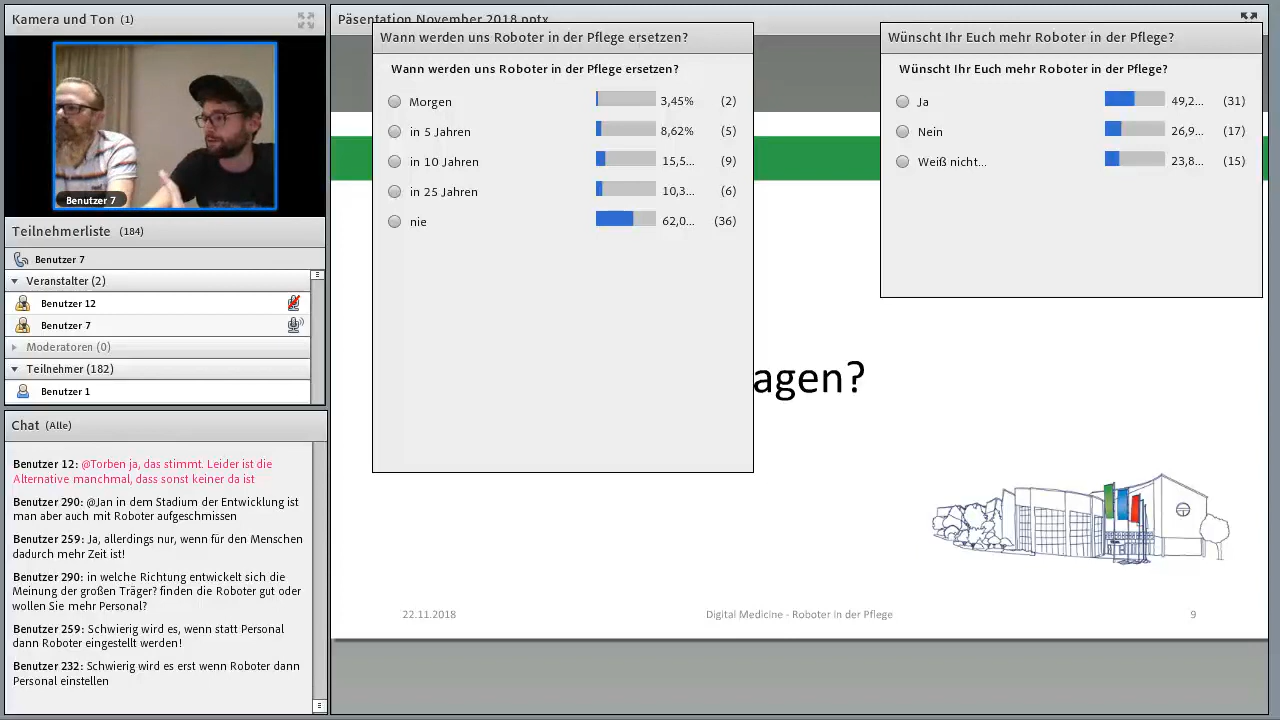 Kamera und Ton (1)
Benutzer 7
Teilnehmerliste (184)
Benutzer 7
Veranstalter (2)
Benutzer 12
Benutzer 7
Moderatoren (0)
Teilnehmer (182)
Benutzer 1
Chat (Alle)
Benutzer 12: @Torben ja, das stimmt. Leider ist die
Alternative manchmal, dass sonst keiner da ist
Benutzer 290: @Jan in dem Stadium der Entwicklung ist
man aber auch mit Roboter aufgeschmissen
Benutzer 259: Ja, allerdings nur, wenn für den Menschen
dadurch mehr Zeit ist!
Benutzer 290: in welche Richtung entwickelt sich die
Meinung der großen Träger? finden die Roboter gut oder
wollen Sie mehr Personal?
Benutzer 259: Schwierig wird es, wenn statt Personal
dann Roboter eingestellt werden!
Benutzer 232: Schwierig wird es erst wenn Roboter dann
Personal einstellen
Päsentation November 2018.pptx
Wann werden uns Roboter in der Pflege ersetzen?
Wann werden uns Roboter in der Pflege ersetzen?
Morgen 3,45% (2)
in 5 Jahren 8,62% (5)
in 10 Jahren 15,5... (9)
in 25 Jahren 10,3... (6)
nie 62,0... (36)
Wünscht Ihr Euch mehr Roboter in der Pflege?
Wünscht Ihr Euch mehr Roboter in der Pflege?
Ja 49,2... (31)
Nein 26,9... (17)
Weiß nicht... 23,8... (15)
agen?
22.11.2018 Digital Medicine - Roboter in der Pflege 9